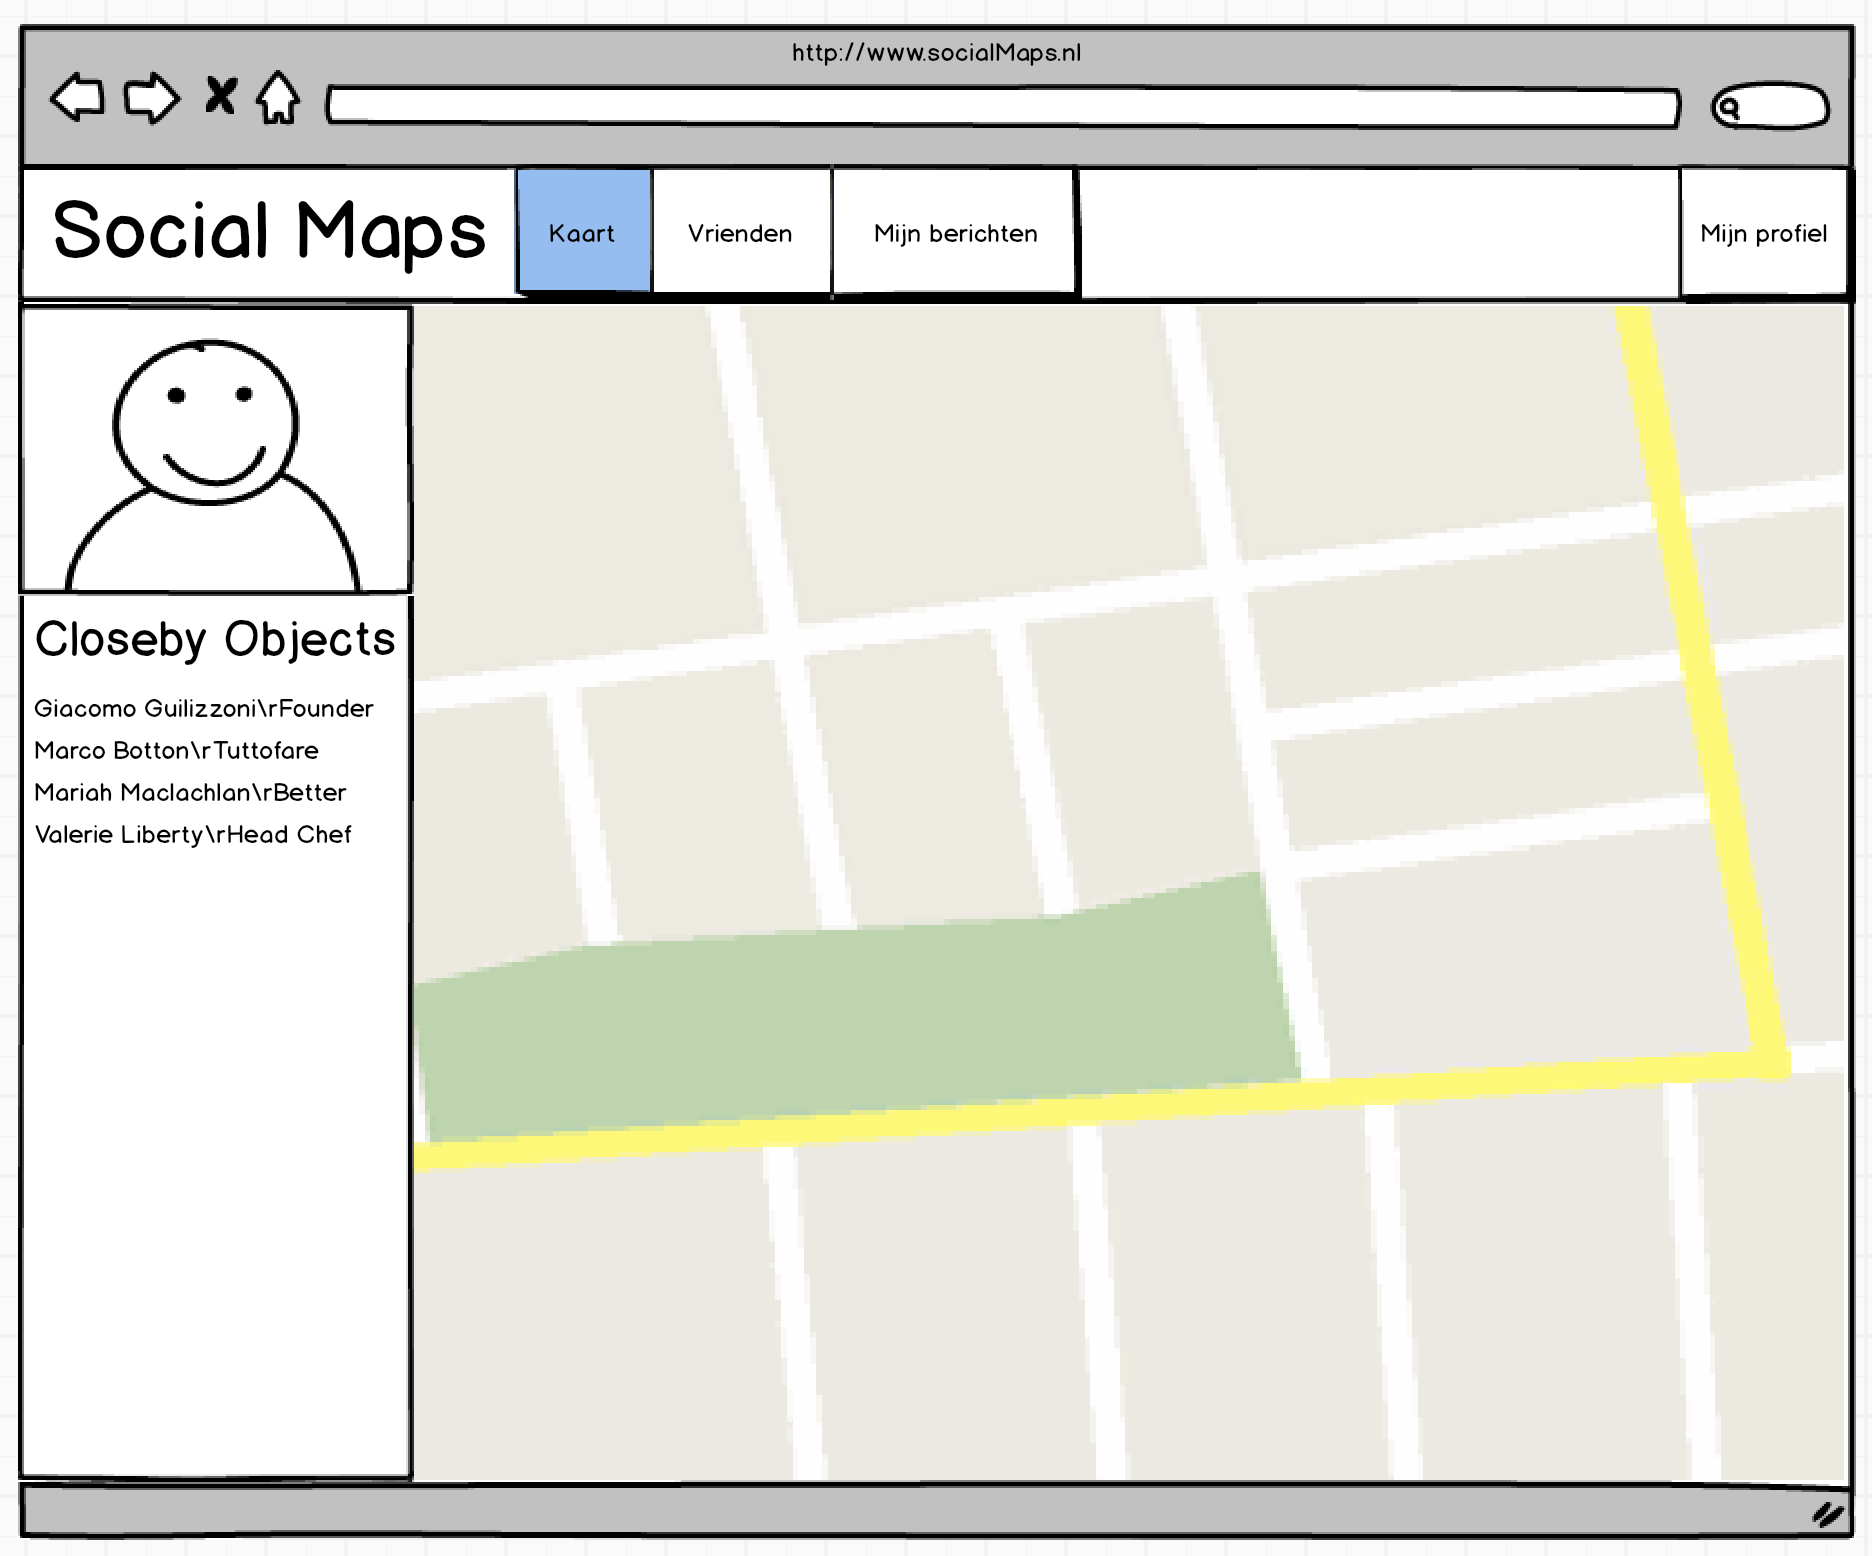 http://www.socialMaps.nl
Social Maps
Kaart
Vrienden
Mijn berichten
Mijn profiel
Closeby Objects
Giacomo Guilizzoni\rFounder
Marco Botton\rTuttofare
Mariah Maclachlan\rBetter
Valerie Liberty\rHead Chef